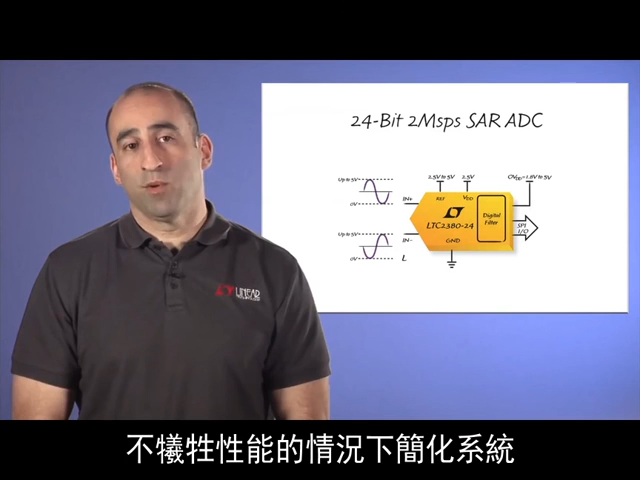 24-Bit 2Msps SAR ADC
Up to 5V
0V
IN+
2.5V to 5V
2.5V
OVDD=1.8V to 5V
REF
VDD
LTC2380-24
Digital
Filter
SPI
I/O
GND
Up to 5V
0V
IN-
L
LINEAR
不犧牲性能的情況下簡化系統